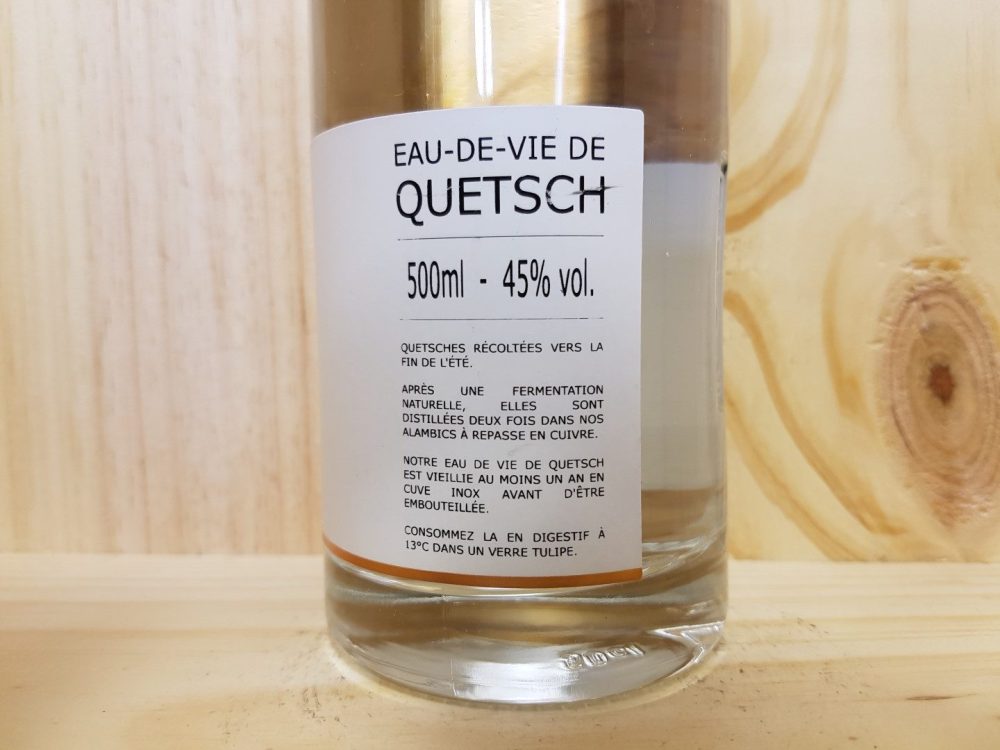 EAU-DE-VIE DE
QUETSCH
500ml - 45% vol.
QUETSCHES RÉCOLTÉES VERS LA
FIN DE L'ÉTÉ.
APRÈS UNE FERMENTATION
NATURELLE, ELLES SONT
DISTILLÉES DEUX FOIS DANS NOS
ALAMBICS À REPASSE EN CUIVRE.
NOTRE EAU DE VIE DE QUETSCH
EST VIEILLIE AU MOINS UN AN EN
CUVE INOX AVANT D'ÊTRE
EMBOUTEILLÉE.
CONSOMMEZ LA EN DIGESTIF À
13°C DANS UN VERRE TULIPE.